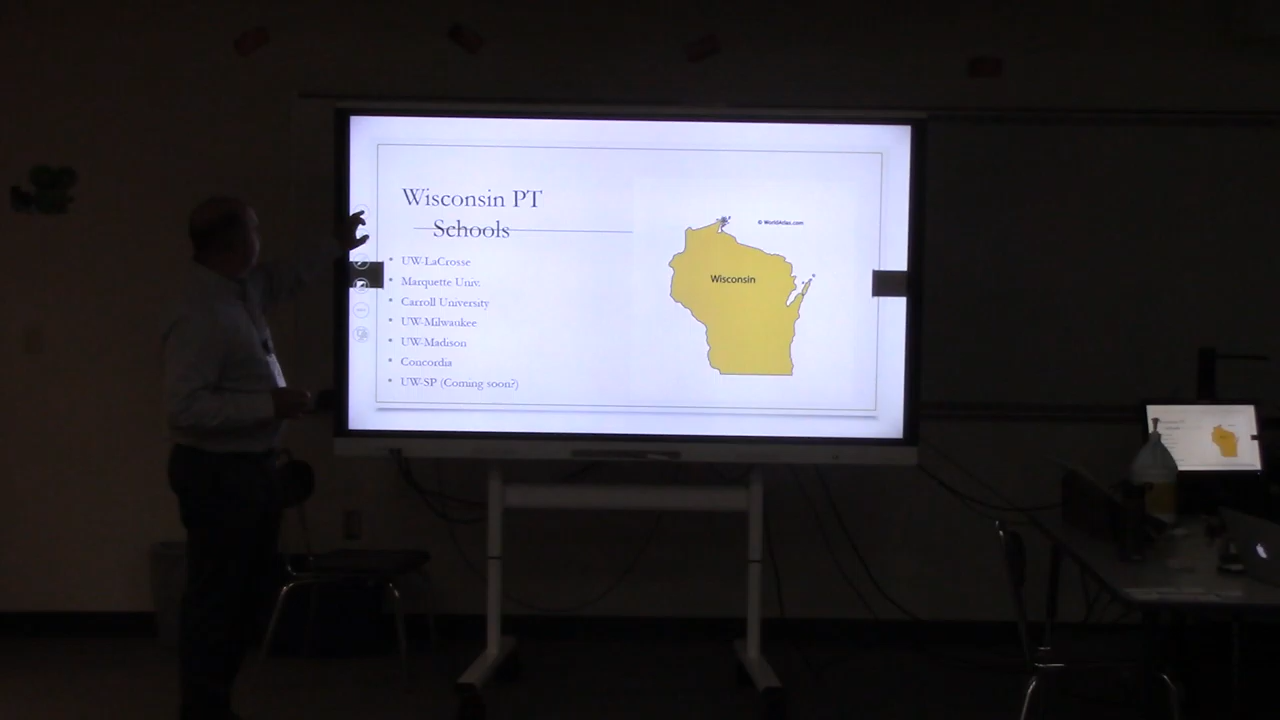 Wisconsin PT
Schools
• UW-LaCrosse
• Marquette Univ.
• Carroll University
• UW-Milwaukee
• UW-Madison
• Concordia
• UW-SP (Coming soon?)
© WorldAtlas.com
Wisconsin